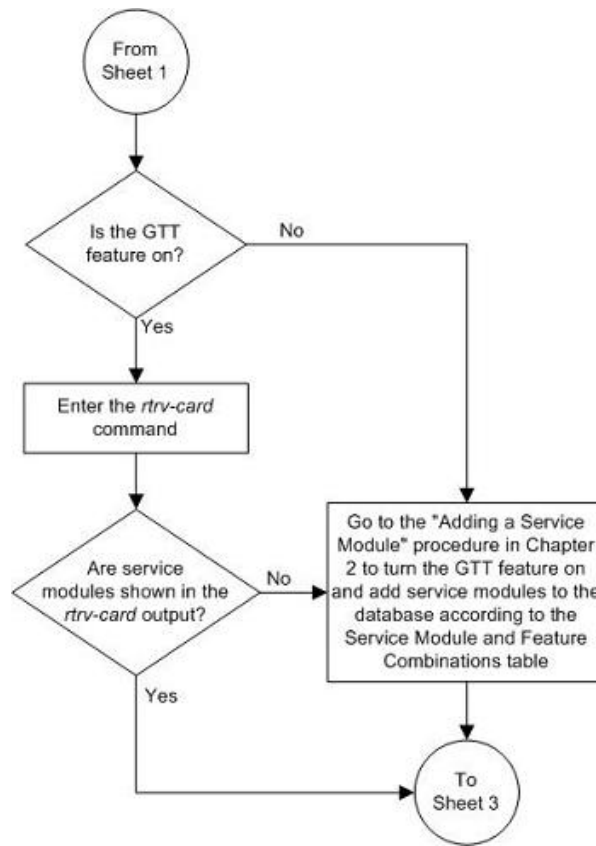 From
Sheet 1
Is the GTT
feature on?
No
Yes
Enter the rtrv-card
command
Are service
modules shown in the
rtrv-card output?
No
Yes
Go to the "Adding a Service
Module" procedure in Chapter
2 to turn the GTT feature on
and add service modules to the
database according to the
Service Module and Feature
Combinations table
To
Sheet 3